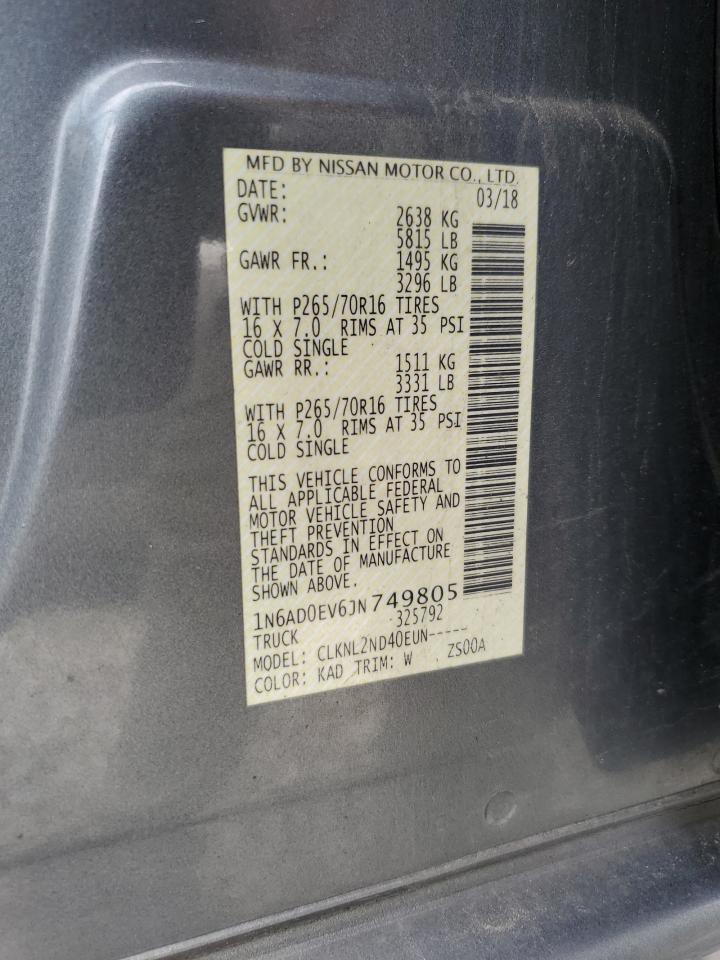 MFD BY NISSAN MOTOR CO., LTD.
DATE: 03/18
GVWR: 2638 KG
5815 LB
GAWR FR.: 1495 KG
3296 LB
WITH P265/70R16 TIRES
16 X 7.0 RIMS AT 35 PSI
COLD SINGLE
GAWR RR.: 1511 KG
3331 LB
WITH P265/70R16 TIRES
16 X 7.0 RIMS AT 35 PSI
COLD SINGLE
THIS VEHICLE CONFORMS TO
ALL APPLICABLE FEDERAL
MOTOR VEHICLE SAFETY AND
THEFT PREVENTION
STANDARDS IN EFFECT ON
THE DATE OF MANUFACTURE
SHOWN ABOVE.
1N6AD0EV6JN749805
TRUCK 325792
MODEL: CLKNL2ND40EUN-----
COLOR: KAD TRIM: W ZS00A